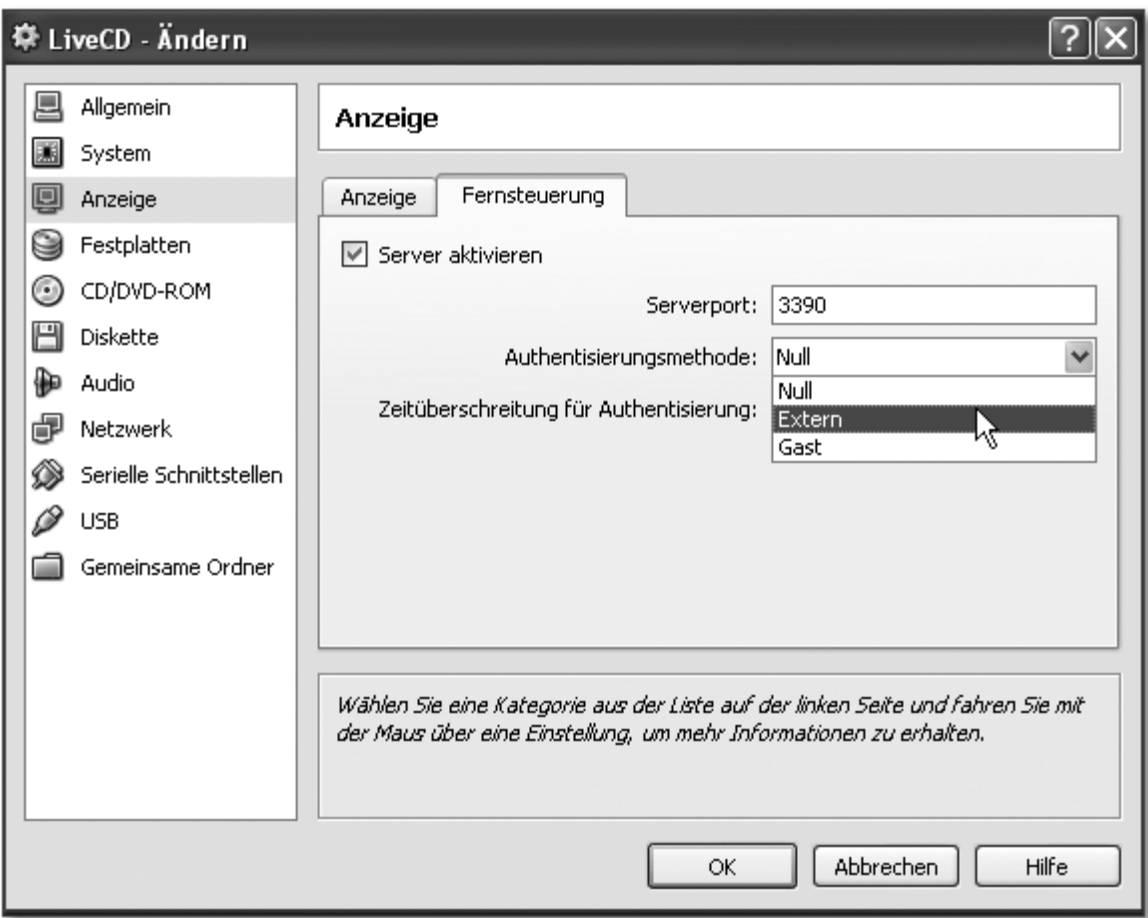 LiveCD - Ändern
Allgemein
System
Anzeige
Festplatten
CD/DVD-ROM
Diskette
Audio
Netzwerk
Serielle Schnittstellen
USB
Gemeinsame Ordner
Anzeige
Anzeige Fernsteuerung
Server aktivieren
Serverport: 3390
Authentisierungsmethode: Null
Null
Zeitüberschreitung für Authentisierung:
Extern
Gast
Wählen Sie eine Kategorie aus der Liste auf der linken Seite und fahren Sie mit
der Maus über eine Einstellung, um mehr Informationen zu erhalten.
OK Abbrechen Hilfe